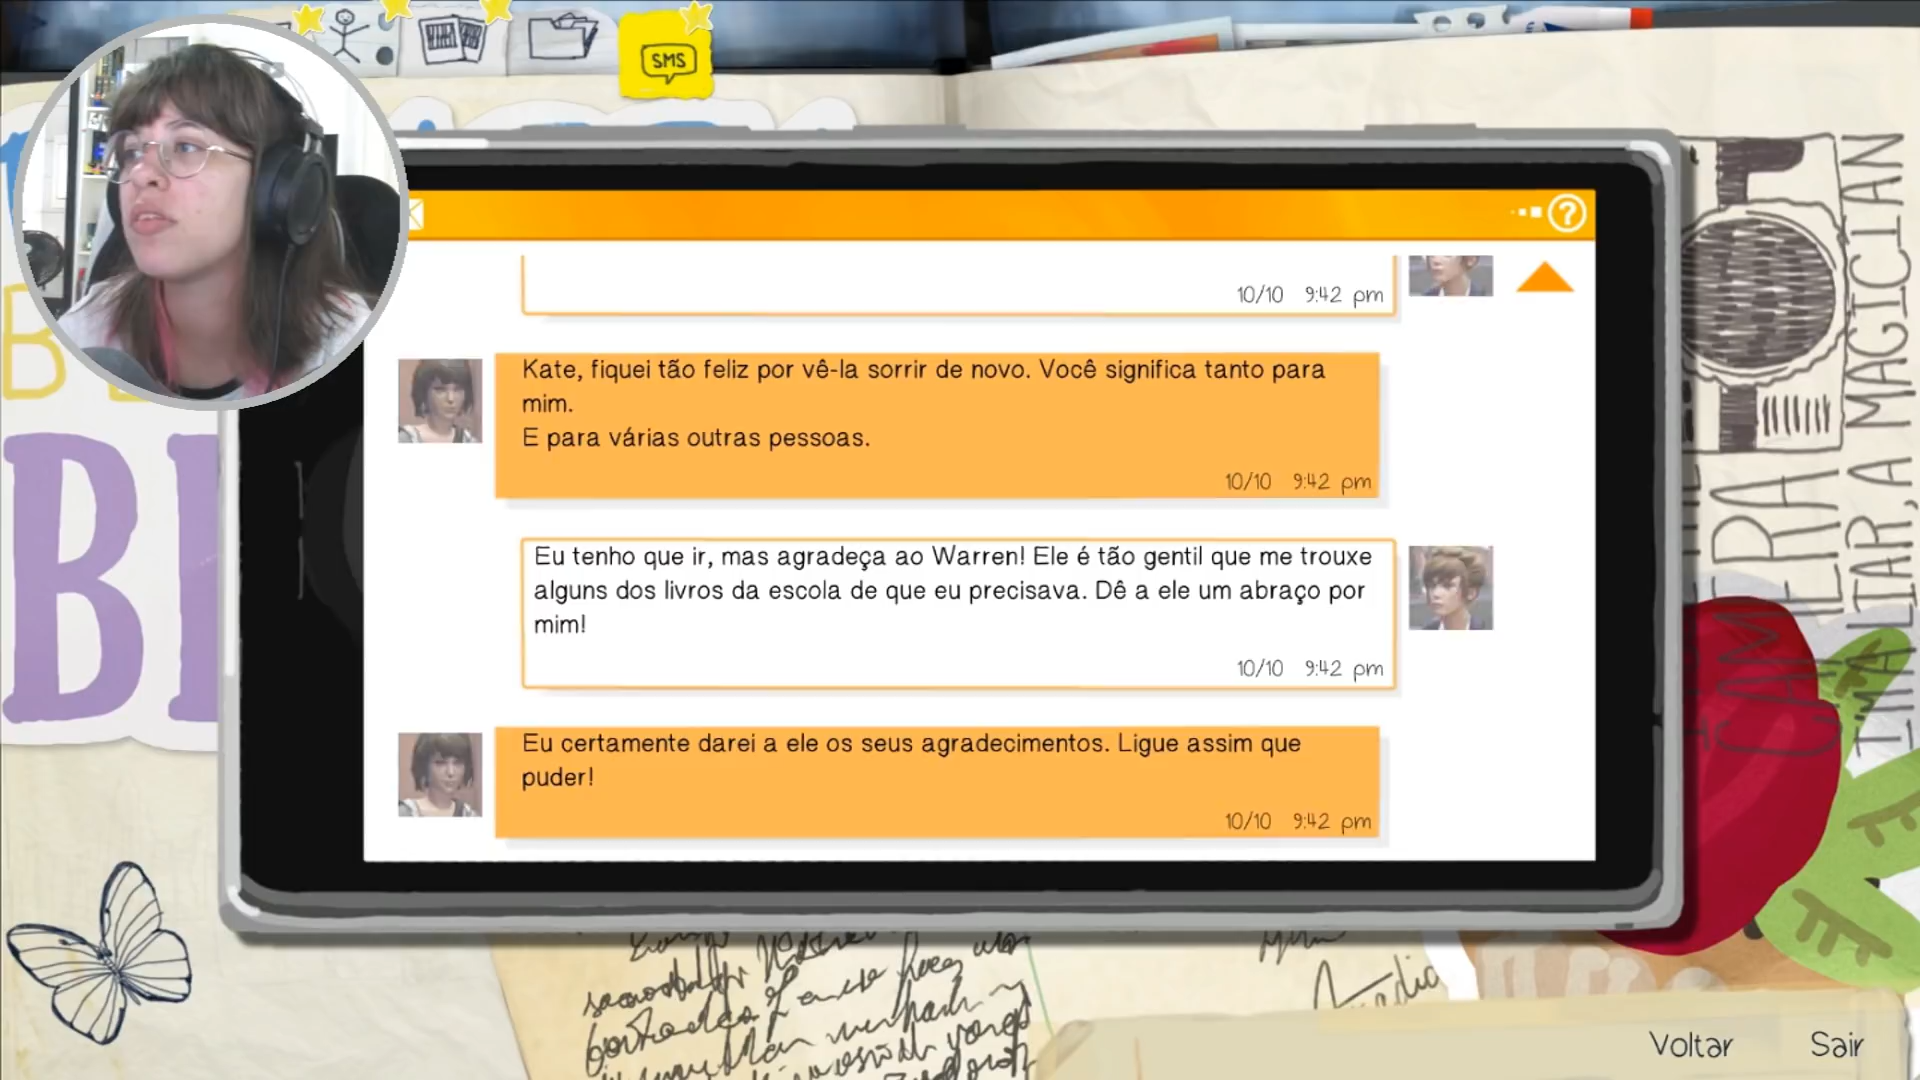 SMS
10/10 9:42 pm
Kate, fiquei tão feliz por vê-la sorrir de novo. Você significa tanto para
mim.
E para várias outras pessoas.
10/10 9:42 pm
Eu tenho que ir, mas agradeça ao Warren! Ele é tão gentil que me trouxe
alguns dos livros da escola de que eu precisava. Dê a ele um abraço por
mim!
10/10 9:42 pm
Eu certamente darei a ele os seus agradecimentos. Ligue assim que
puder!
10/10 9:42 pm
?
CAMERA
LIAR, A MAGICIAN
Voltar
Sair